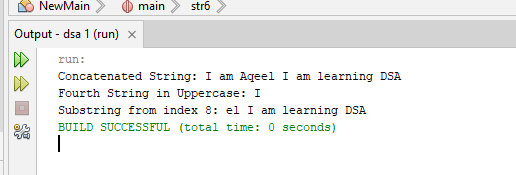 NewMain main str6
Output - dsa 1 (run)
run:
Concatenated String: I am Aqeel I am learning DSA
Fourth String in Uppercase: I
Substring from index 8: el I am learning DSA
BUILD SUCCESSFUL (total time: 0 seconds)